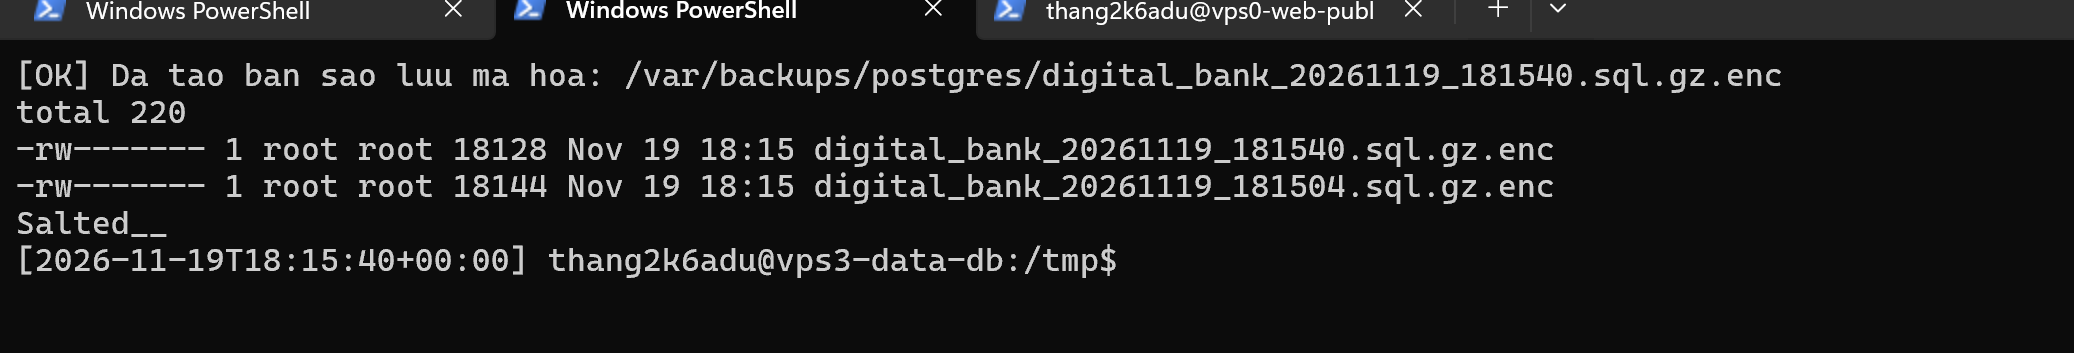 Windows PowerShell
Windows PowerShell
thang2k6adu@vps0-web-publ
[OK] Da tao ban sao luu ma hoa: /var/backups/postgres/digital_bank_20261119_181540.sql.gz.enc
total 220
-rw------- 1 root root 18128 Nov 19 18:15 digital_bank_20261119_181540.sql.gz.enc
-rw------- 1 root root 18144 Nov 19 18:15 digital_bank_20261119_181504.sql.gz.enc
Salted__
[2026-11-19T18:15:40+00:00] thang2k6adu@vps3-data-db:/tmp$